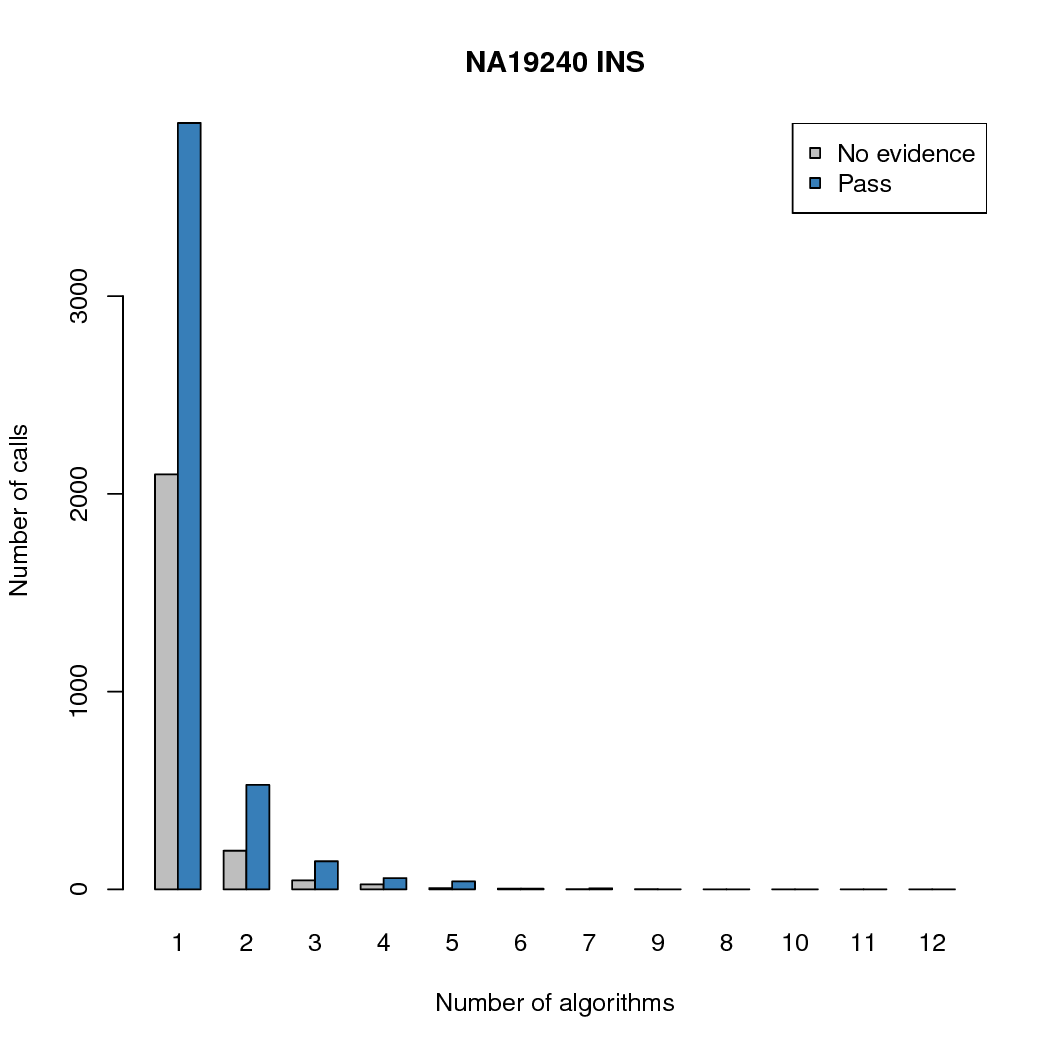 NA19240 INS
No evidence
Pass
Number of calls
3000
2000
1000
0
1 2 3 4 5 6 7 9 8 10 11 12
Number of algorithms